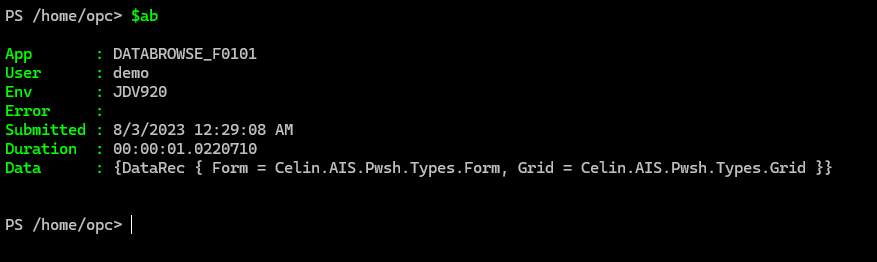 PS /home/opc> $ab
App       : DATABROWSE_F0101
User      : demo
Env       : JDV920
Error     :
Submitted : 8/3/2023 12:29:08 AM
Duration  : 00:00:01.0220710
Data      : {DataRec { Form = Celin.AIS.Pwsh.Types.Form, Grid = Celin.AIS.Pwsh.Types.Grid }}
PS /home/opc>